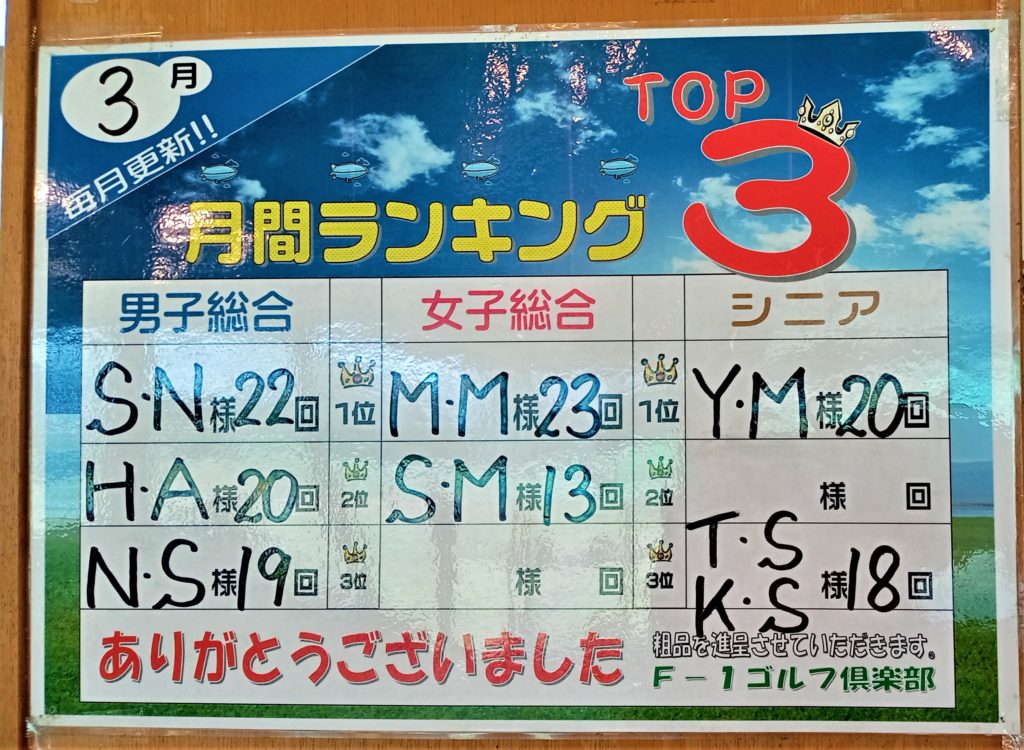 3月
毎月更新!!
TOP
3
月間ランキング
男子総合 女子総合 シニア
S・N様22回 1位 M・M様23回 1位 Y・M様20回
H・A様20回 2位 S・M様13回 2位 様 回
N・S様19回 3位 様 回 3位 T・S
K・S様18回
ありがとうございました
粗品を進呈させていただきます。
F－1ゴルフ倶楽部